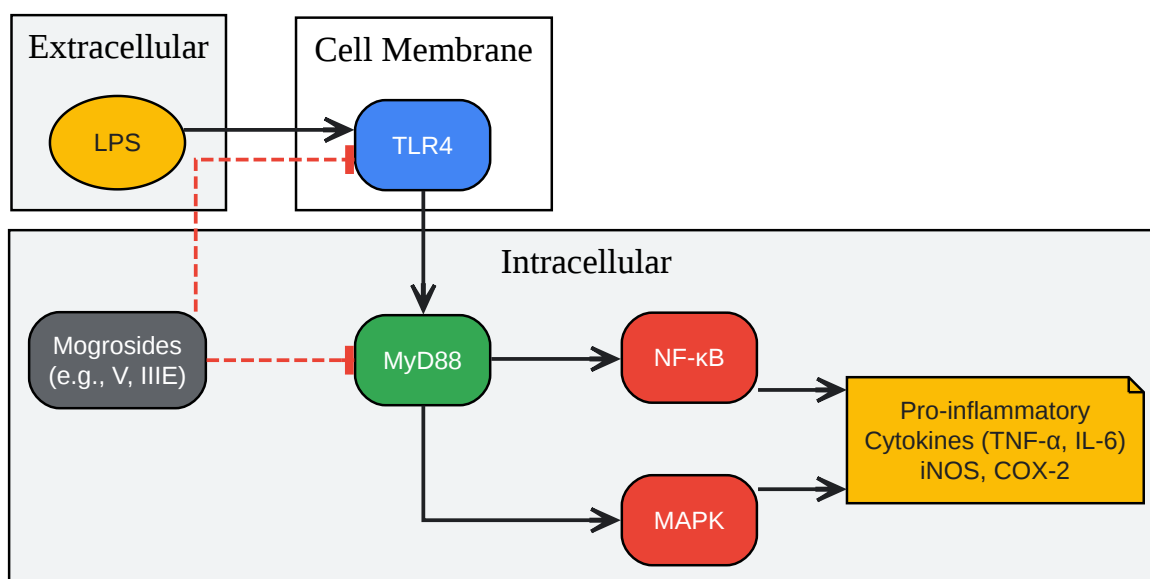 Extracellular
Cell Membrane
LPS
TLR4
Intracellular
Mogrosides
(e.g., V, IIIE)
MyD88
NF-κB
Pro-inflammatory
Cytokines (TNF-α, IL-6)
iNOS, COX-2
MAPK